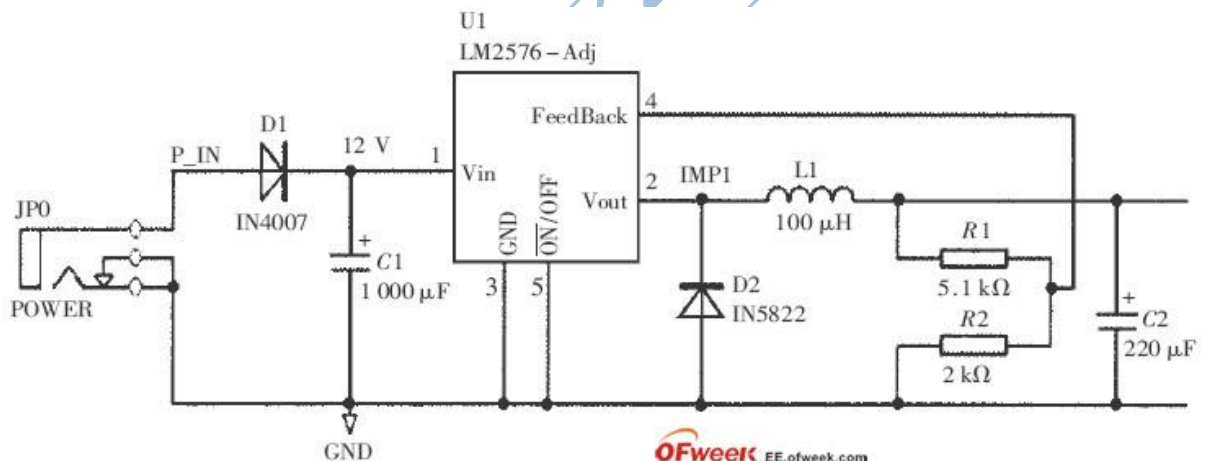 U1
LM2576-Adj
FeedBack
4
D1
P_IN
12 V
1
Vin
2
IMP1
L1
JP0
IN4007
Vout
100 μH
GND
ON/OFF
R1
C1
1 000 μF
3
5
D2
5.1 kΩ
POWER
IN5822
R2
C2
2 kΩ
220 μF
GND
OFweek EE.ofweek.com